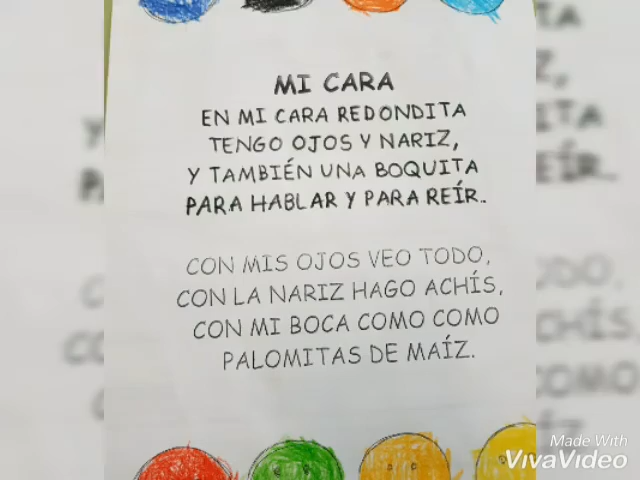 MI CARA
EN MI CARA REDONDITA
TENGO OJOS Y NARIZ,
Y TAMBIÉN UNA BOQUITA
PARA HABLAR Y PARA REÍR.
CON MIS OJOS VEO TODO,
CON LA NARIZ HAGO ACHÍS,
CON MI BOCA COMO COMO
PALOMITAS DE MAÍZ.
Made With
VivaVideo